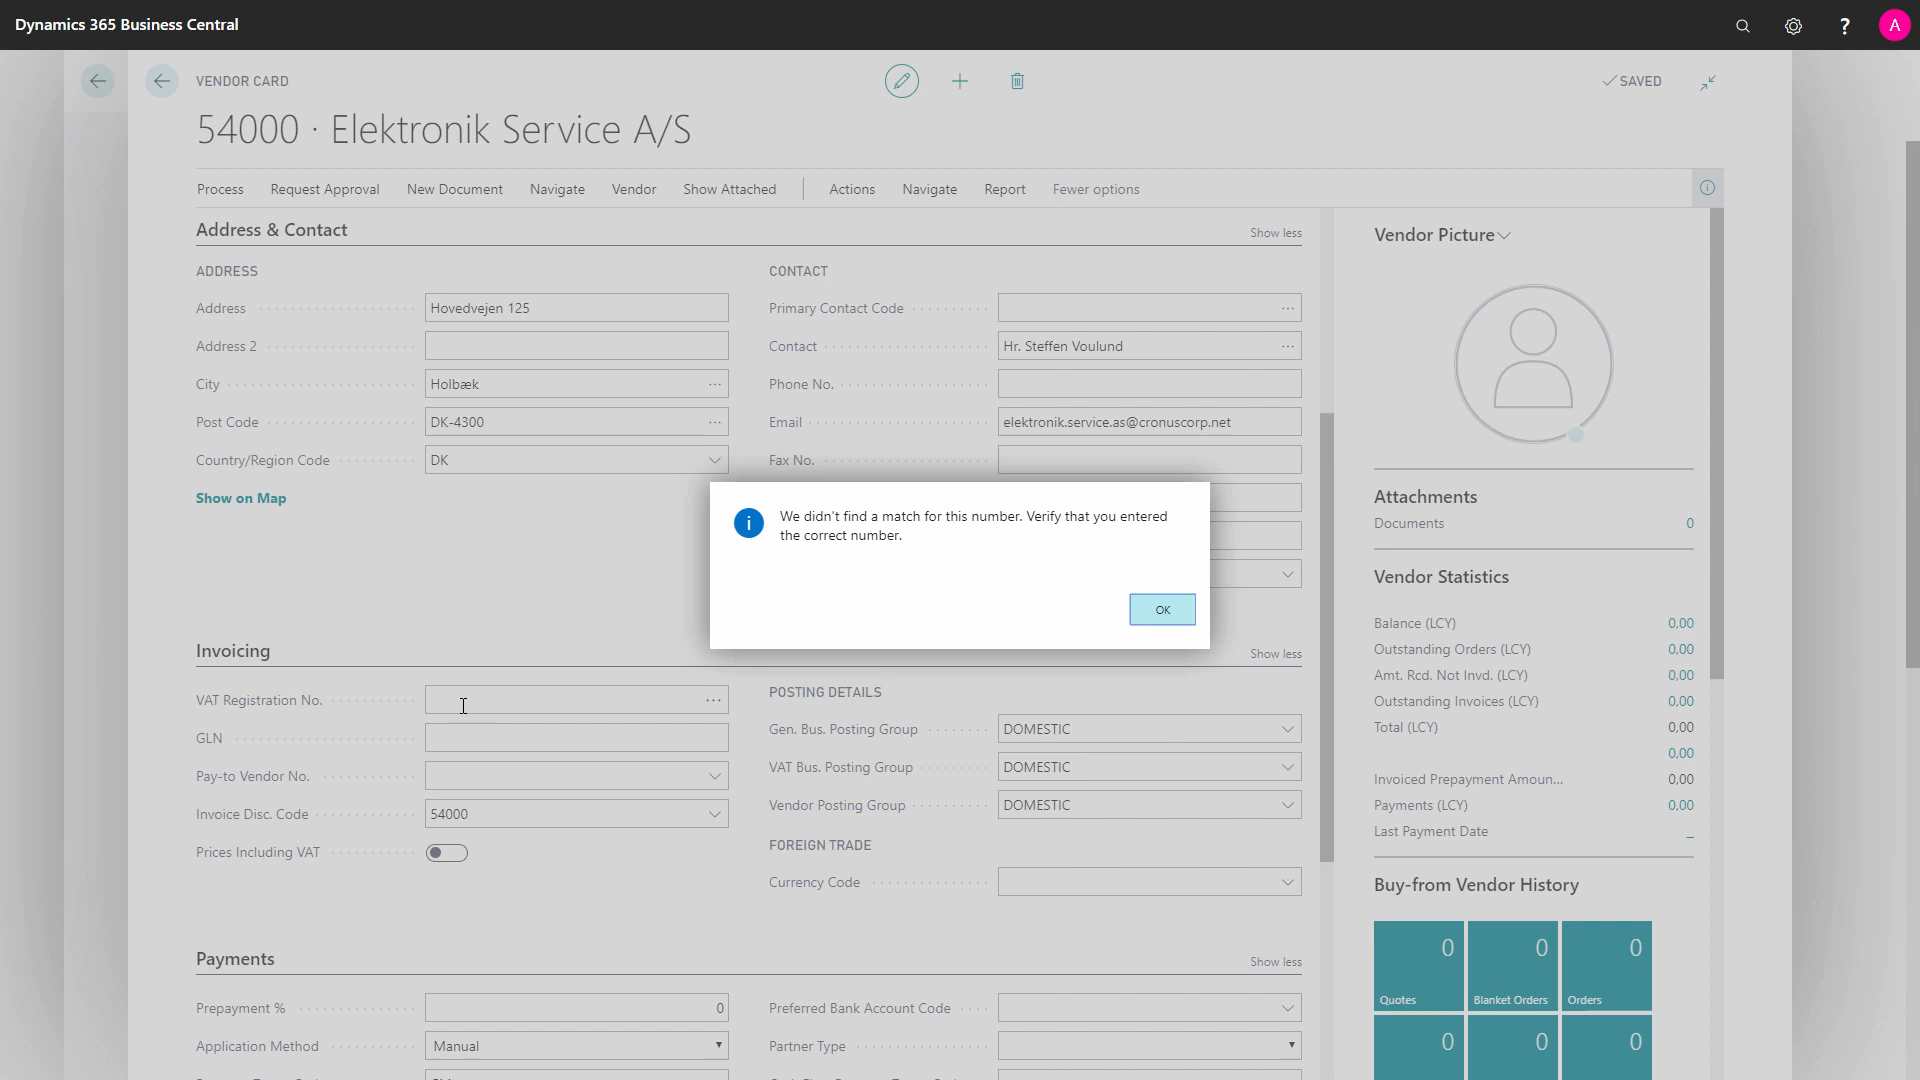 Dynamics 365 Business Central
?
A
VENDOR CARD
SAVED
54000 · Elektronik Service A/S
Process Request Approval New Document Navigate Vendor Show Attached Actions Navigate Report Fewer options
Address & Contact
Show less
ADDRESS
Address Hovedvejen 125
Address 2
City Holbæk ...
Post Code DK-4300 ...
Country/Region Code DK
Show on Map
CONTACT
Primary Contact Code ...
Contact Hr. Steffen Voulund ...
Phone No.
Email elektronik.service.as@cronuscorp.net
Fax No.
We didn't find a match for this number. Verify that you entered
the correct number.
OK
Invoicing
Show less
VAT Registration No. ...
GLN
Pay-to Vendor No.
Invoice Disc. Code 54000
Prices Including VAT
POSTING DETAILS
Gen. Bus. Posting Group DOMESTIC
VAT Bus. Posting Group DOMESTIC
Vendor Posting Group DOMESTIC
FOREIGN TRADE
Currency Code
Payments
Show less
Prepayment % 0
Application Method Manual
Preferred Bank Account Code
Partner Type
Vendor Picture
Attachments
Documents 0
Vendor Statistics
Balance (LCY) 0,00
Outstanding Orders (LCY) 0,00
Amt. Rcd. Not Invd. (LCY) 0,00
Outstanding Invoices (LCY) 0,00
Total (LCY) 0,00
0,00
Invoiced Prepayment Amoun... 0,00
Payments (LCY) 0,00
Last Payment Date _
Buy-from Vendor History
0 0 0
Quotes Blanket Orders Orders
0 0 0